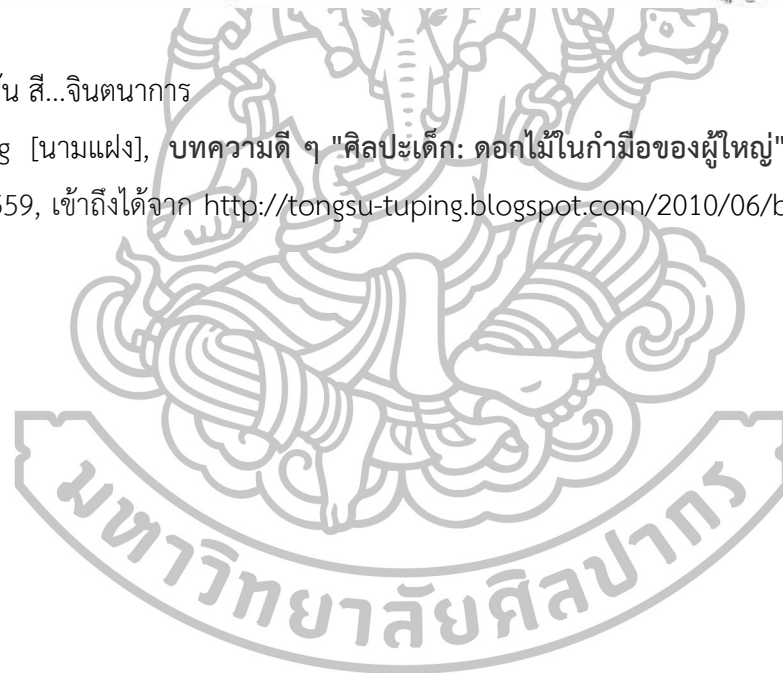 สี...จินตนาการ
[นามแฝง], บทความดี ๆ "ศิลปะเด็ก: ดอกไม้ในกำมือของผู้ใหญ่"
เข้าถึงได้จาก http://tongsu-tuping.blogspot.com/2010/06/b
มหาวิทยาลัยศิลปากร